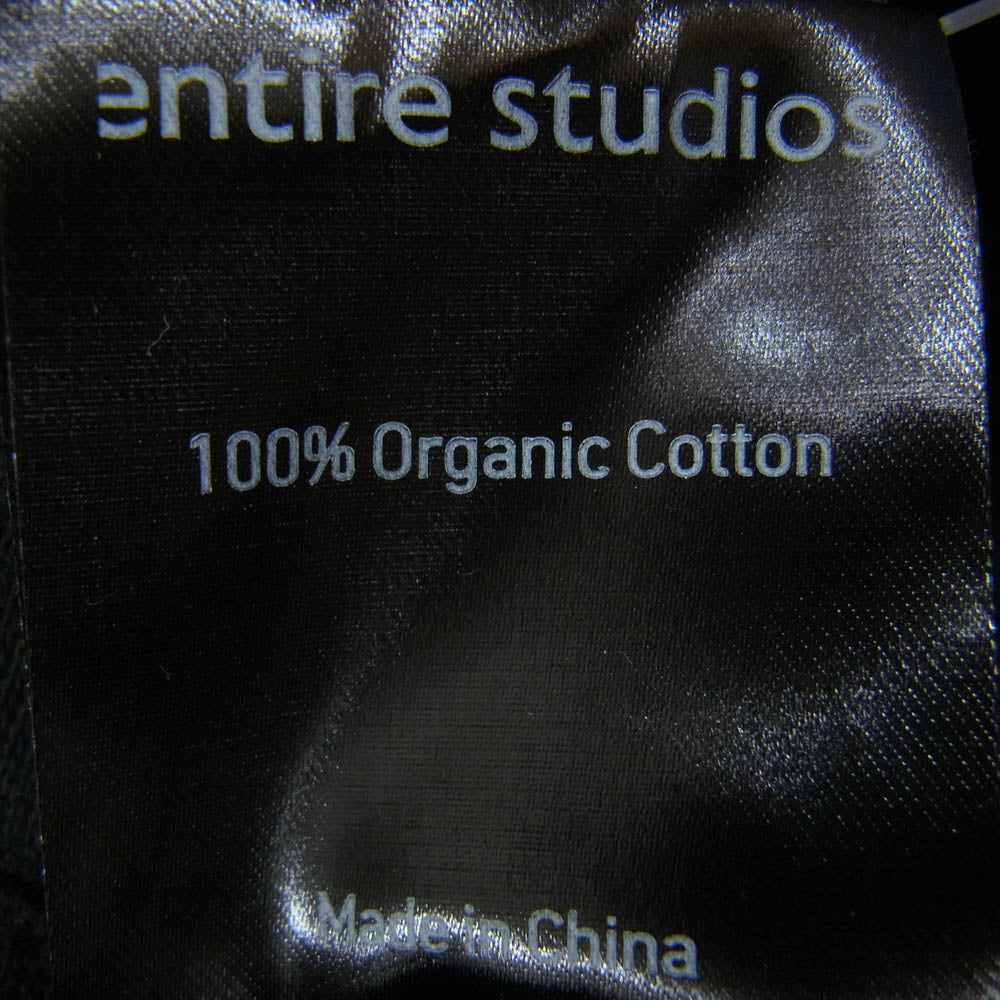 entire studios
100% Organic Cotton
Made in China